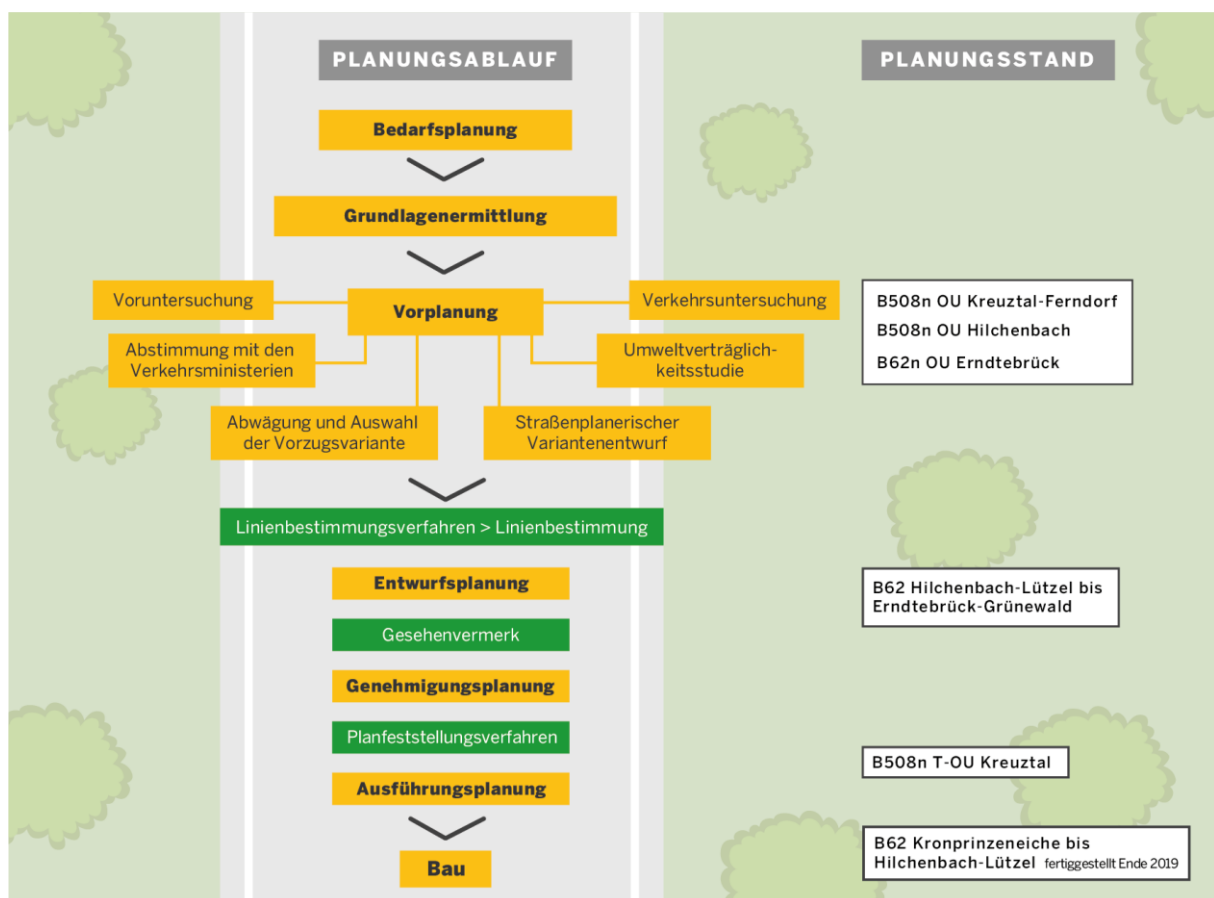 PLANUNGSABLAUF
PLANUNGSSTAND
Bedarfsplanung
Grundlagenermittlung
Voruntersuchung
Vorplanung
Verkehrsuntersuchung
Abstimmung mit den
Verkehrsministerien
Umweltverträglich-
keitsstudie
Abwägung und Auswahl
der Vorzugsvariante
Straßenplanerischer
Variantenentwurf
B508n OU Kreuztal-Ferndorf
B508n OU Hilchenbach
B62n OU Erndtebrück
Linienbestimmungsverfahren > Linienbestimmung
Entwurfsplanung
B62 Hilchenbach-Lützel bis
Erndtebrück-Grünewald
Gesehenvermerk
Genehmigungsplanung
Planfeststellungsverfahren
B508n T-OU Kreuztal
Ausführungsplanung
Bau
B62 Kronprinzeneiche bis
Hilchenbach-Lützel fertiggestellt Ende 2019